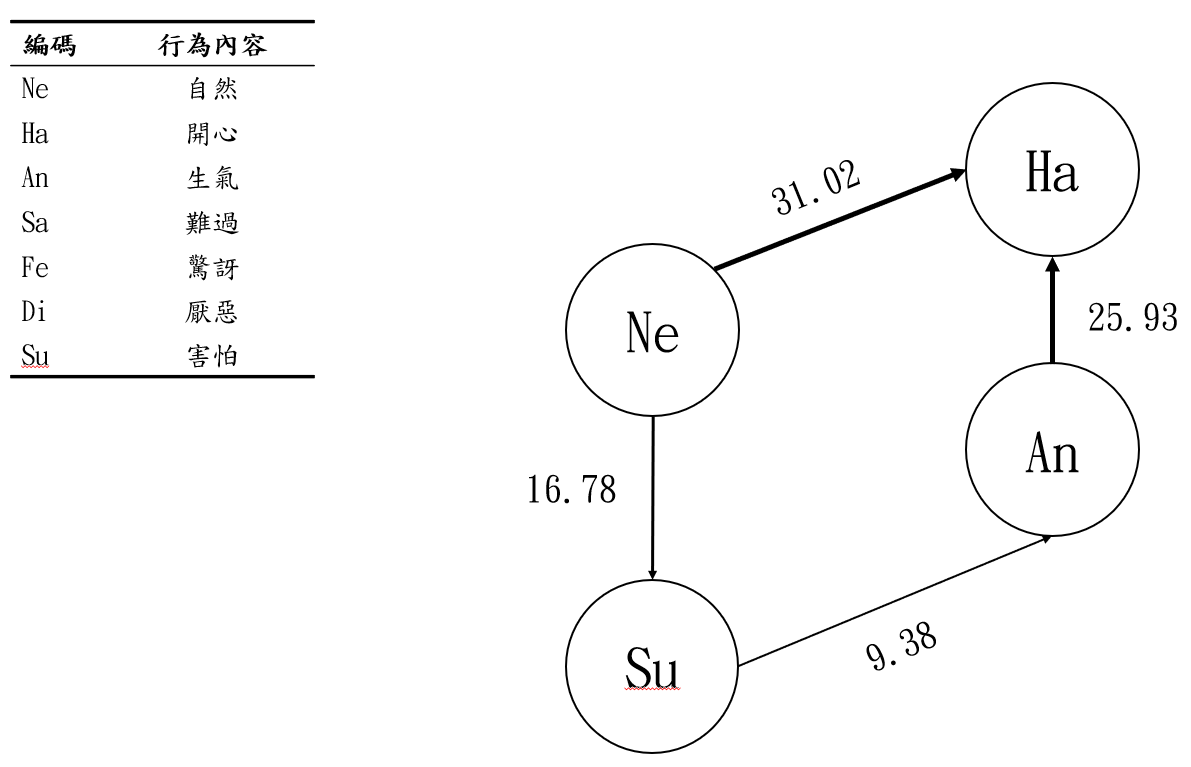 編碼 行為內容
Ne 自然
Ha 開心
An 生氣
Sa 難過
Fe 驚訝
Di 厭惡
Su 害怕
Ha
31.02
Ne
25.93
An
16.78
9.38
Su